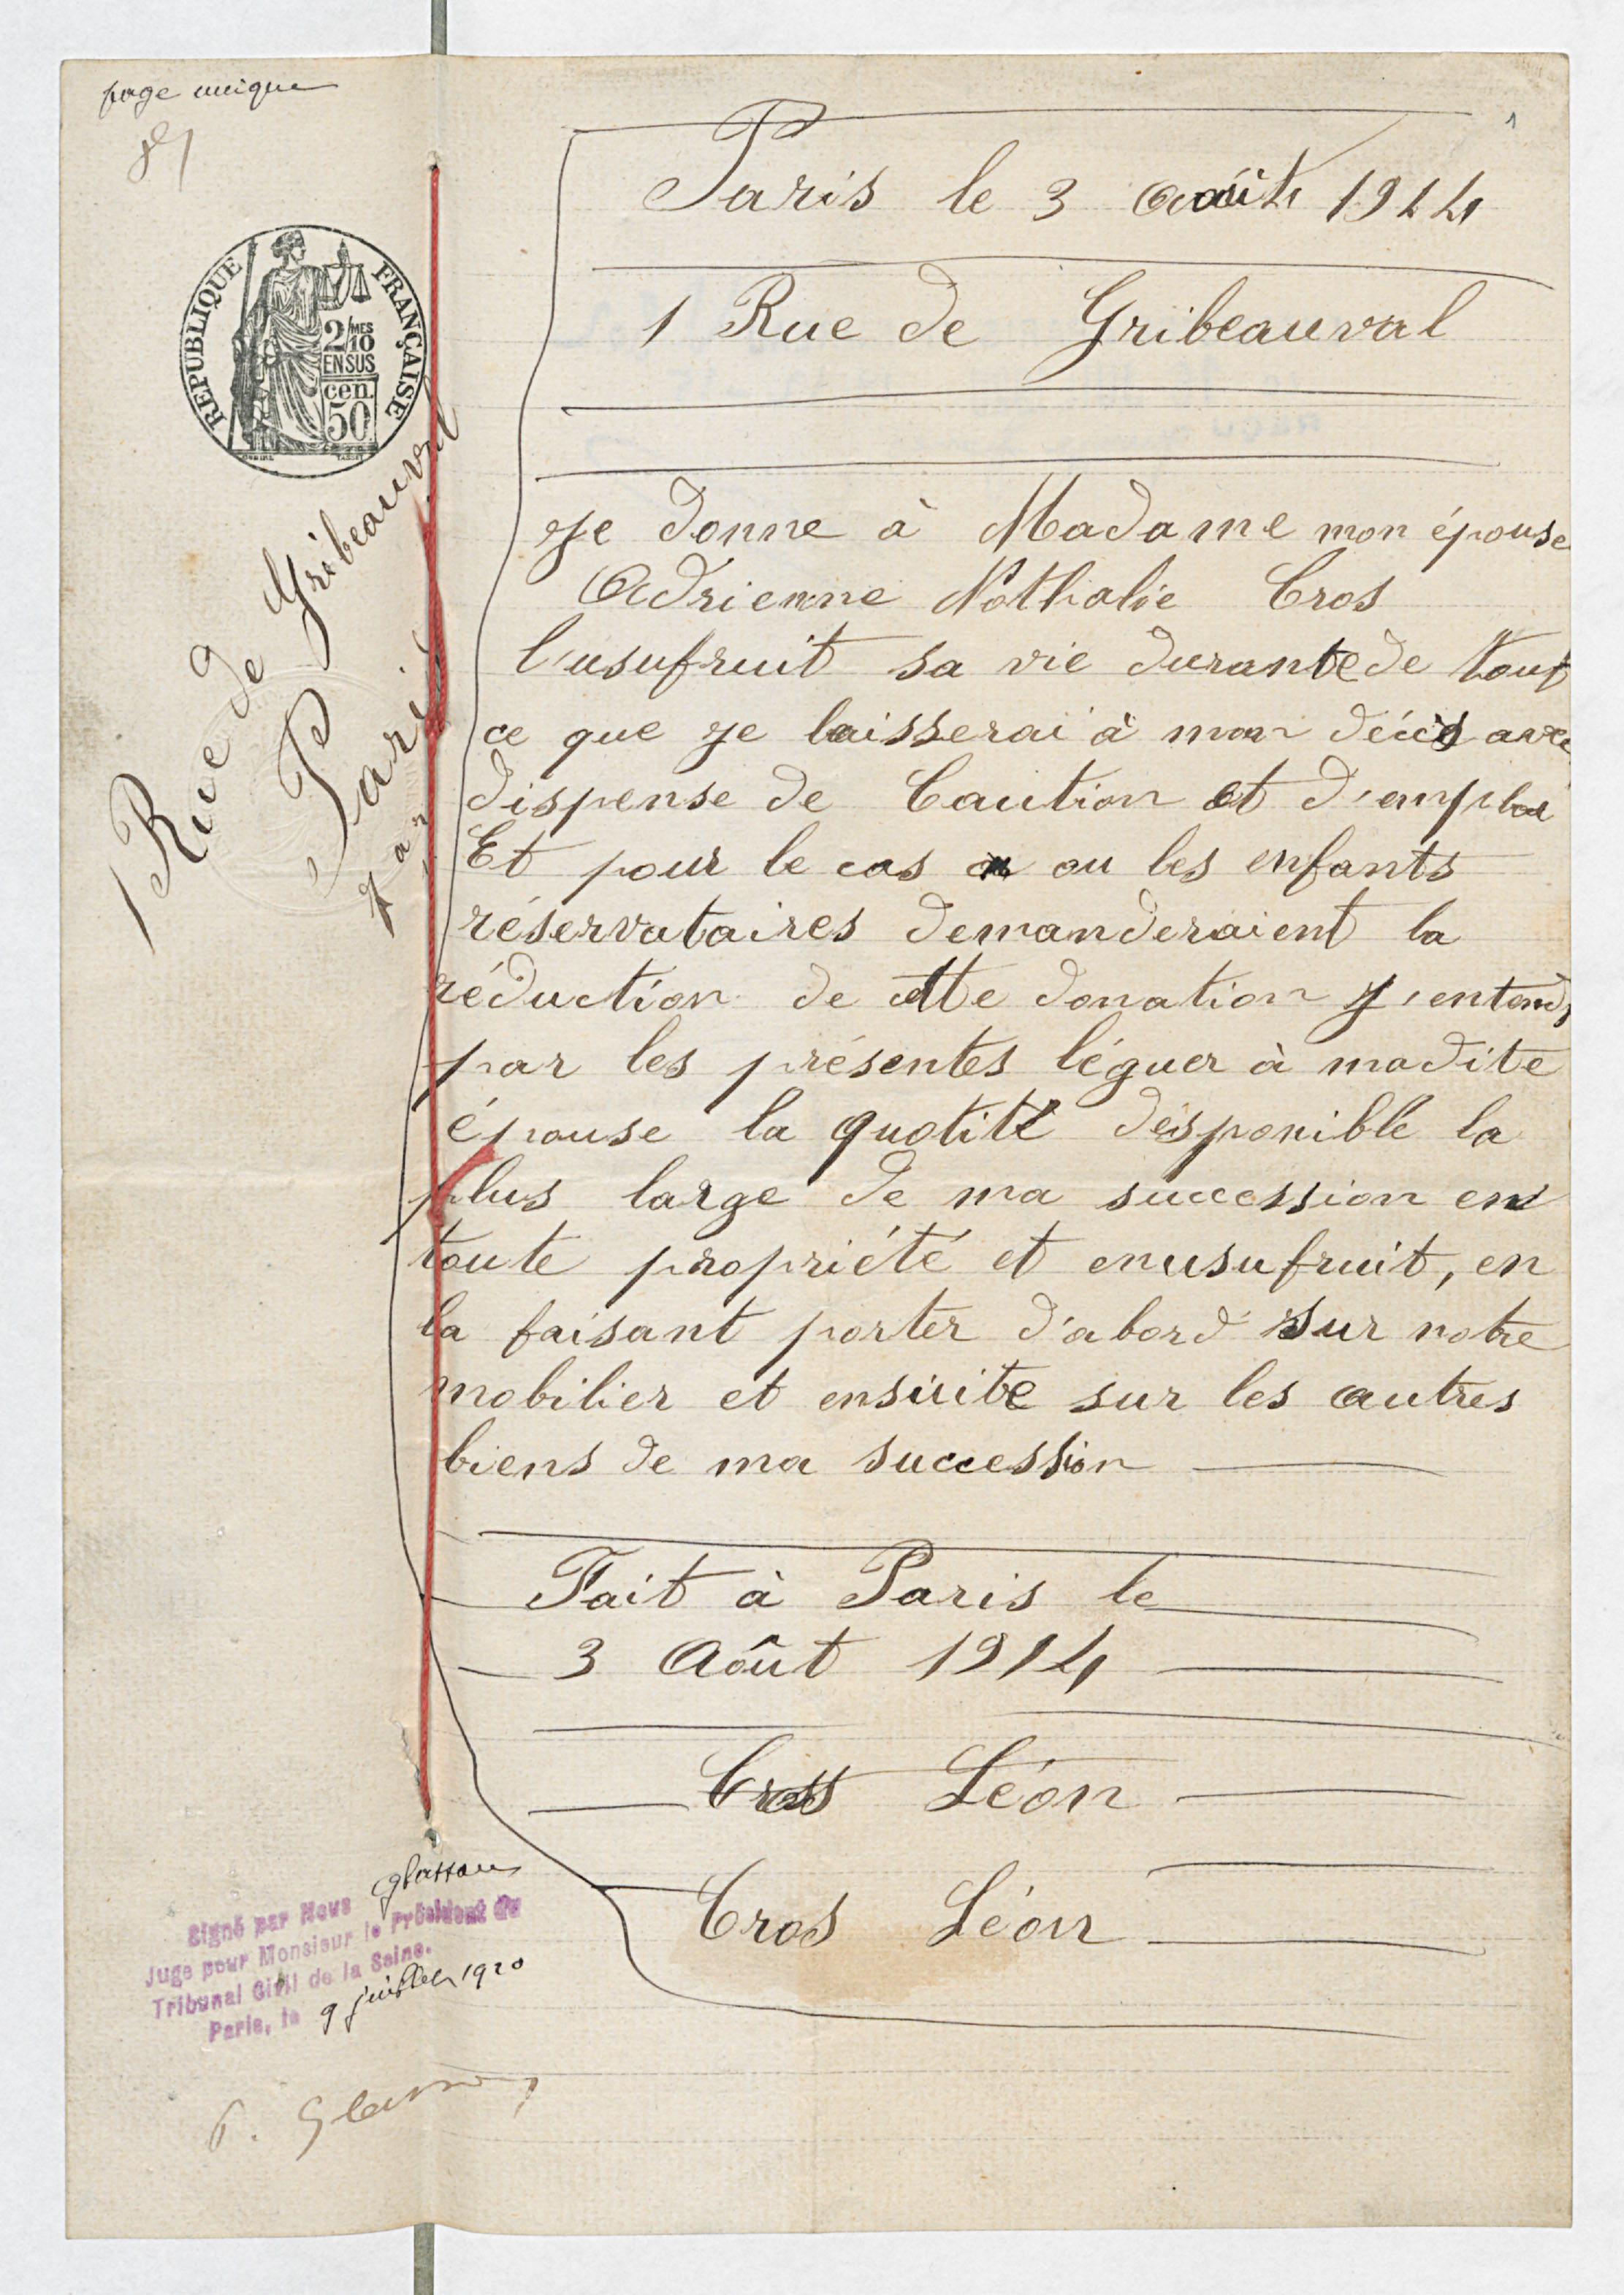 page unique
1
Paris le 3 août 1914
1 Rue de Gribeauval
REPUBLIQUE FRANÇAISE
2/10 MES
EN SUS
cen.
50
1 Rue de Gribeauval
Paris
Je donne à Madame mon épouse
Adrienne Nathalie Cros
l'usufruit sa vie durante de tout
ce que je laisserai à mon décès avec
dispense de Caution et d'emploi
Et pour le cas ou les enfants
réservataires demanderaient la
réduction de cette donation j'entends
par les présentes léguer à madite
épouse la quotité disponible la
plus large de ma succession en
toute propriété et en usufruit, en
la faisant porter d'abord sur notre
mobilier et ensuite sur les autres
biens de ma succession
Fait à Paris le
3 Août 1914
Cros Léon
Cros Léon
Signé par Nous Glasson
Juge pour Monsieur le Président du
Tribunal Civil de la Seine.
Paris, le 9 juillet 1920
P. Glasson